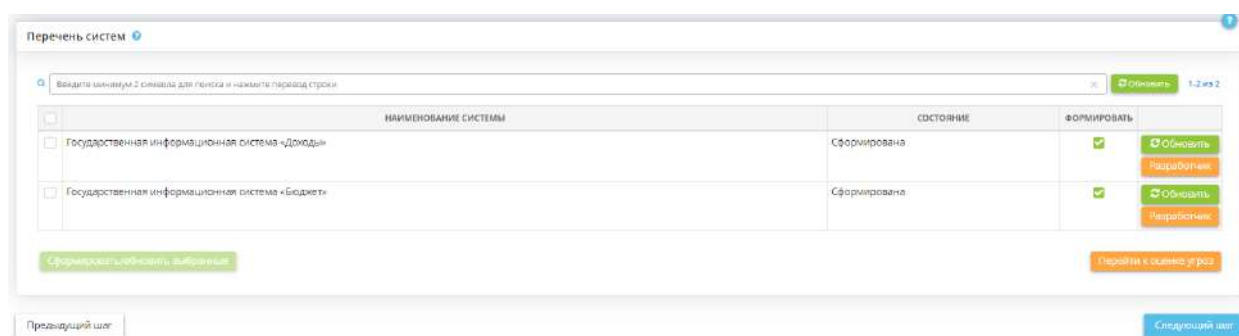 Перечень систем
Введите минимум 2 символа для поиска и нажмите перевод строки
Обновить
1-2 из 2
НАИМЕНОВАНИЕ СИСТЕМЫ СОСТОЯНИЕ ФОРМИРОВАТЬ
Государственная информационная система «Доходы» Сформирована Обновить
Разработчик
Государственная информационная система «Бюджет» Сформирована Обновить
Разработчик
Сформировать/обновить выбранные Перейти к оценке угроз
Предыдущий шаг Следующий шаг